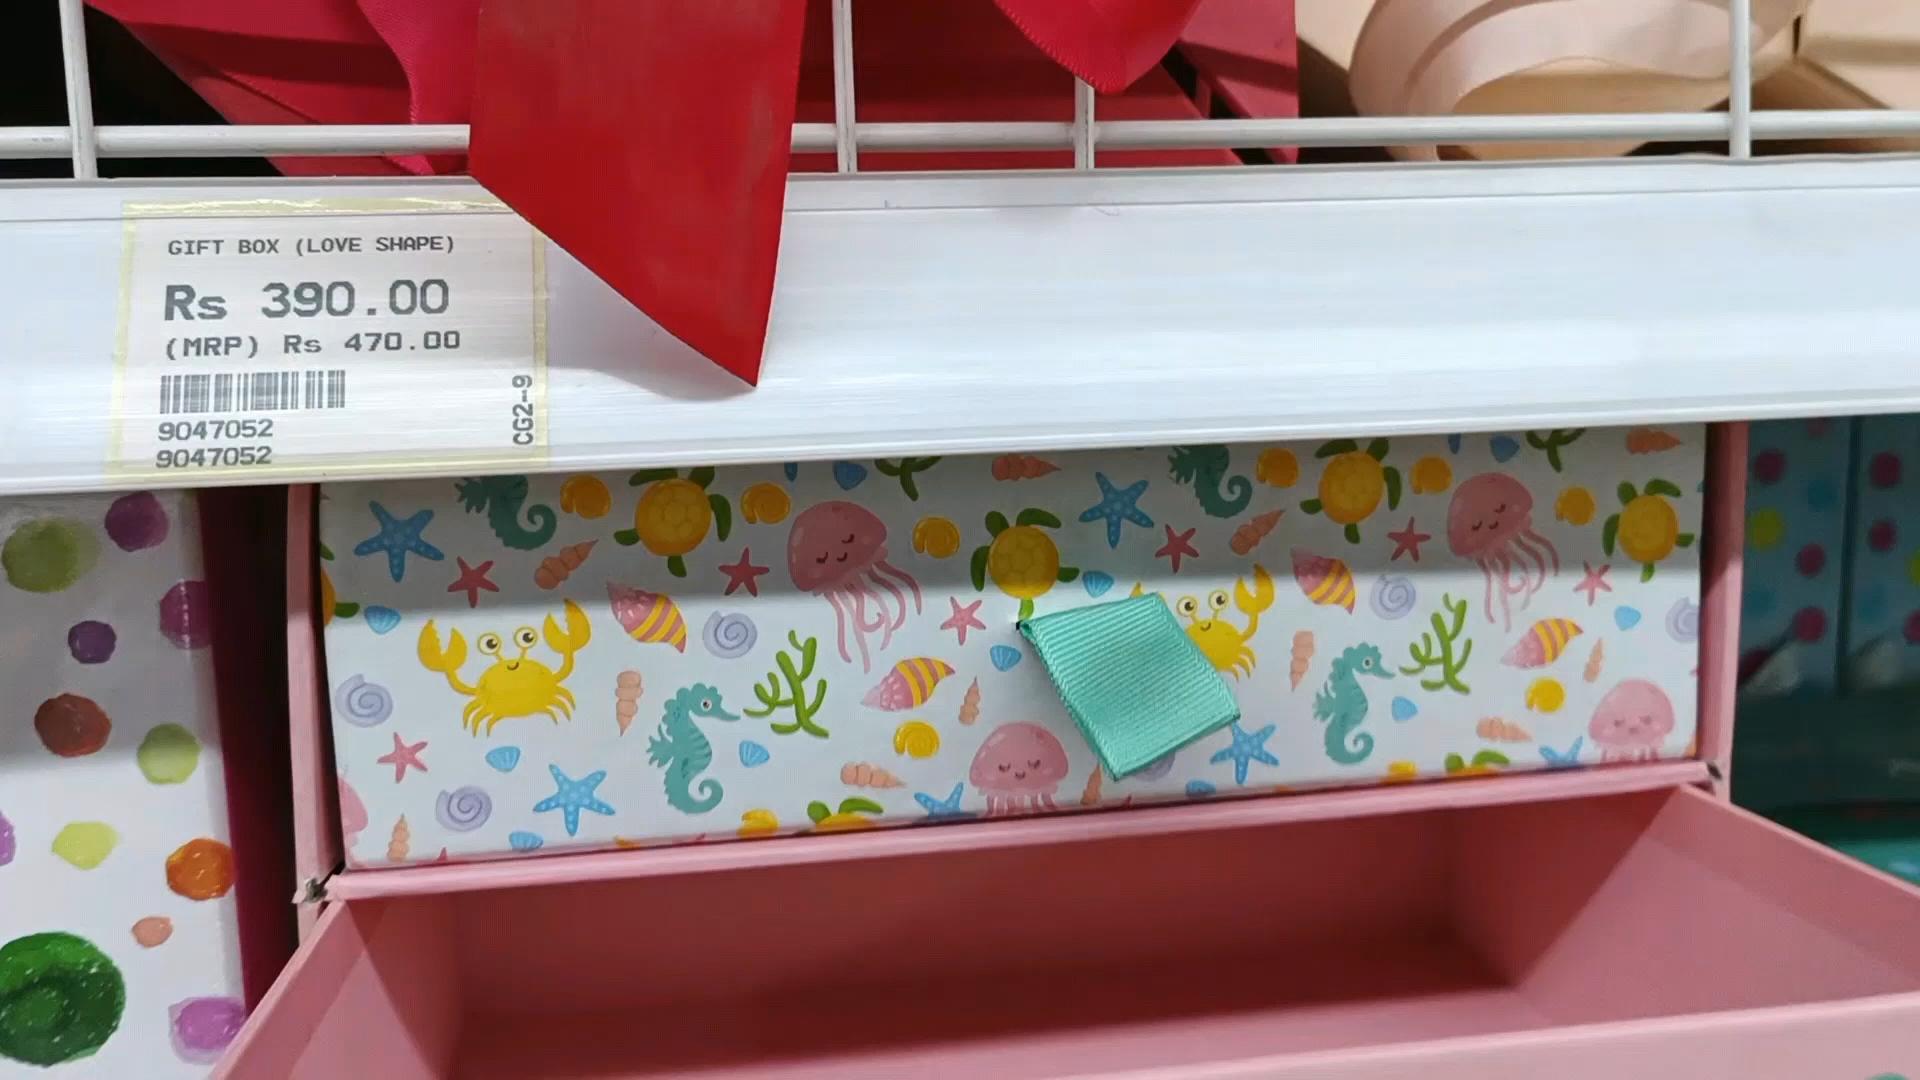 GIFT BOX (LOVE SHAPE)
Rs 390.00
(MRP) Rs 470.00
9047052
9047052
CG2-9